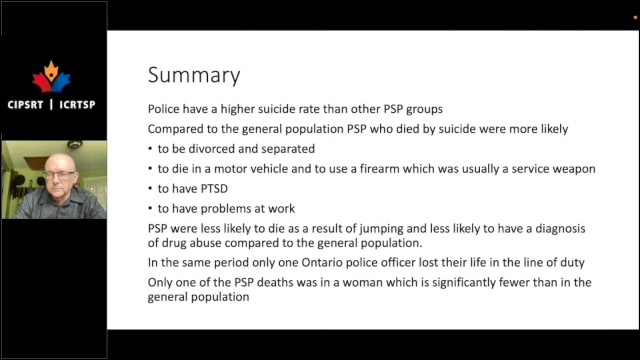 Summary
CIPSRT | ICRTSP
Police have a higher suicide rate than other PSP groups
Compared to the general population PSP who died by suicide were more likely
• to be divorced and separated
• to die in a motor vehicle and to use a firearm which was usually a service weapon
• to have PTSD
• to have problems at work
PSP were less likely to die as a result of jumping and less likely to have a diagnosis
of drug abuse compared to the general population.
In the same period only one Ontario police officer lost their life in the line of duty
Only one of the PSP deaths was in a woman which is significantly fewer than in the
general population